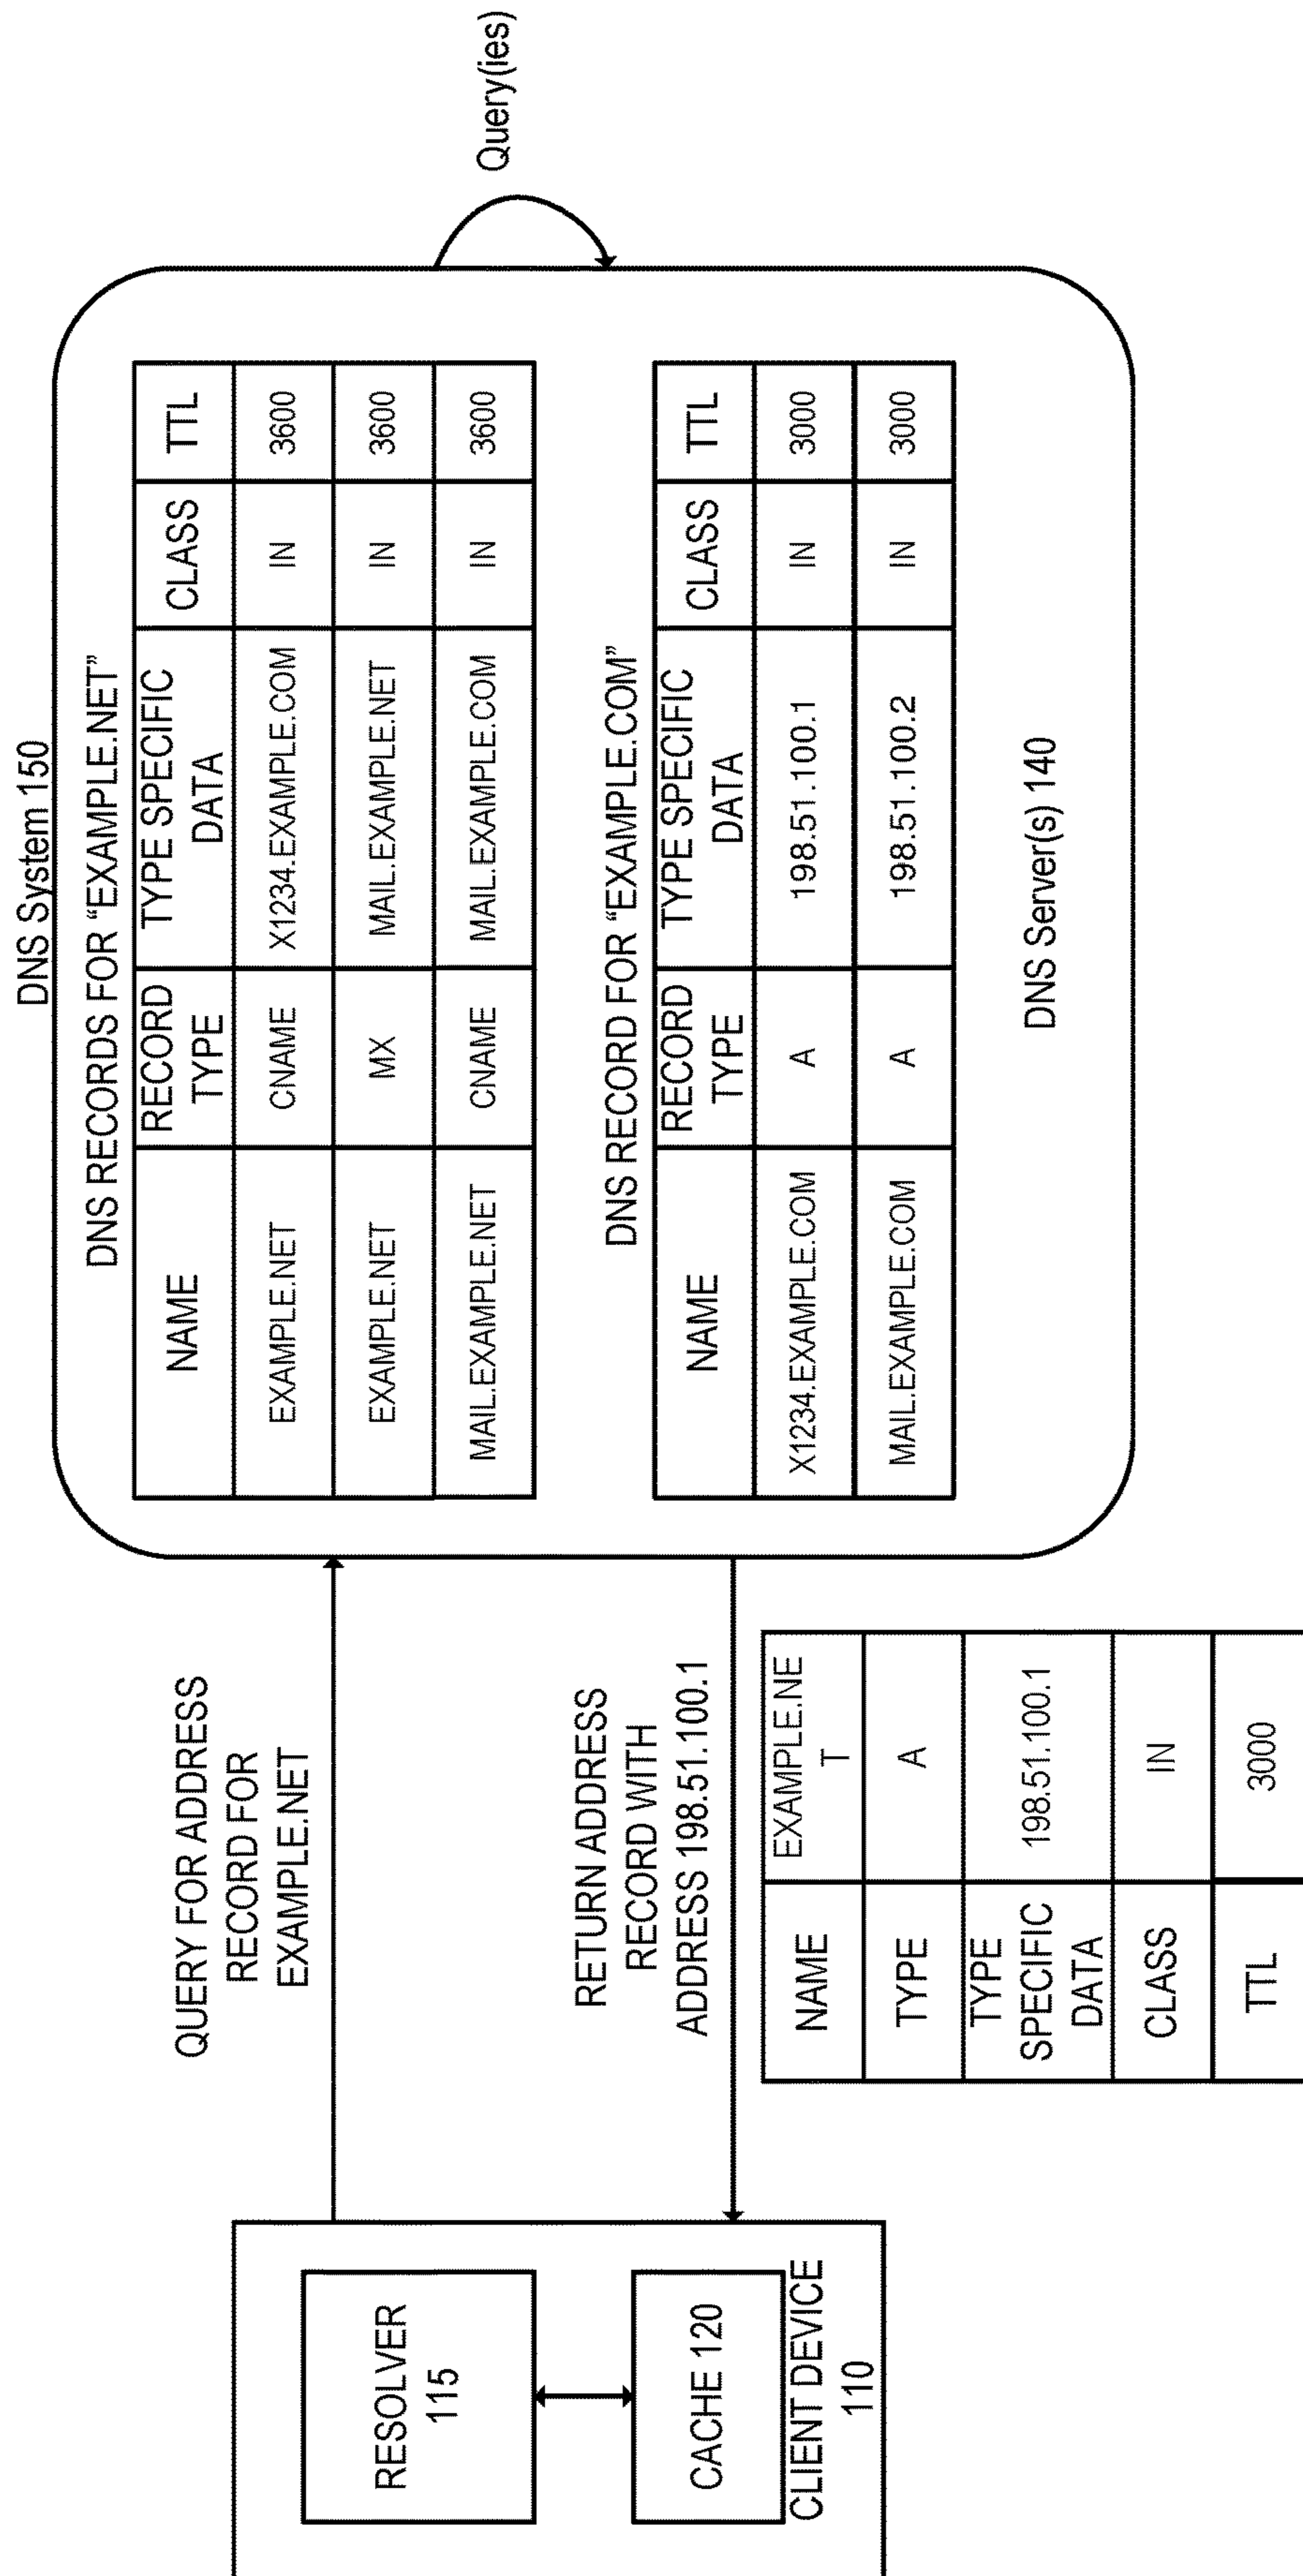 DNS System 150
DNS RECORDS FOR “EXAMPLE.NET”
NAME RECORD TYPE TYPE SPECIFIC DATA CLASS TTL
EXAMPLE.NET CNAME X1234.EXAMPLE.COM IN 3600
EXAMPLE.NET MX MAIL.EXAMPLE.NET IN 3600
MAIL.EXAMPLE.NET CNAME MAIL.EXAMPLE.COM IN 3600
DNS RECORD FOR “EXAMPLE.COM”
NAME RECORD TYPE TYPE SPECIFIC DATA CLASS TTL
X1234.EXAMPLE.COM A 198.51.100.1 IN 3000
MAIL.EXAMPLE.COM A 198.51.100.2 IN 3000
DNS Server(s) 140
Query(ies)
QUERY FOR ADDRESS
RECORD FOR
EXAMPLE.NET
RETURN ADDRESS
RECORD WITH
ADDRESS 198.51.100.1
NAME EXAMPLE.NE
T
TYPE A
TYPE
SPECIFIC
DATA 198.51.100.1
CLASS IN
TTL 3000
RESOLVER
115
CACHE 120
CLIENT DEVICE
110